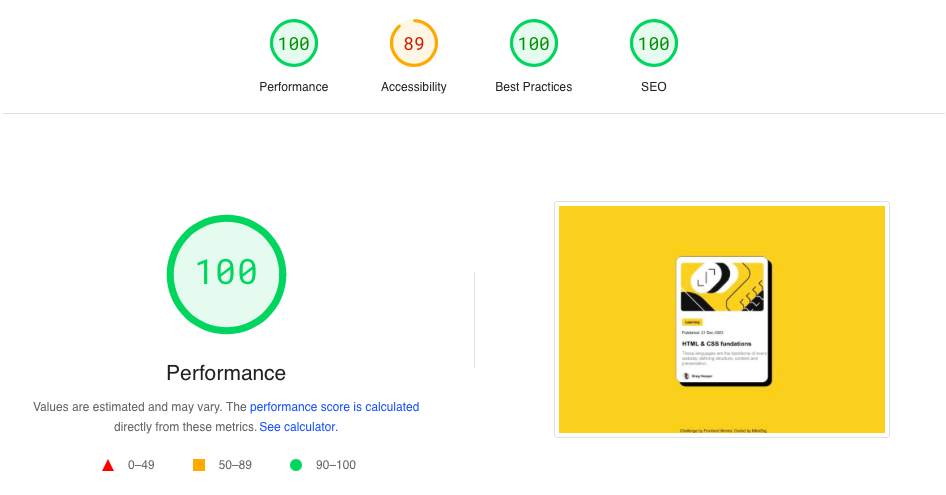 100
89
100
100
Performance
Accessibility
Best Practices
SEO
100
Performance
Values are estimated and may vary. The performance score is calculated
directly from these metrics. See calculator.
0–49
50–89
90–100
Learning
Published 21 Dec 2023
HTML & CSS fundations
These languages are the backbone of every
website, defining structure, content, and
presentation.
Greg Hooper
Challenge by Frontend Mentor. Coded by